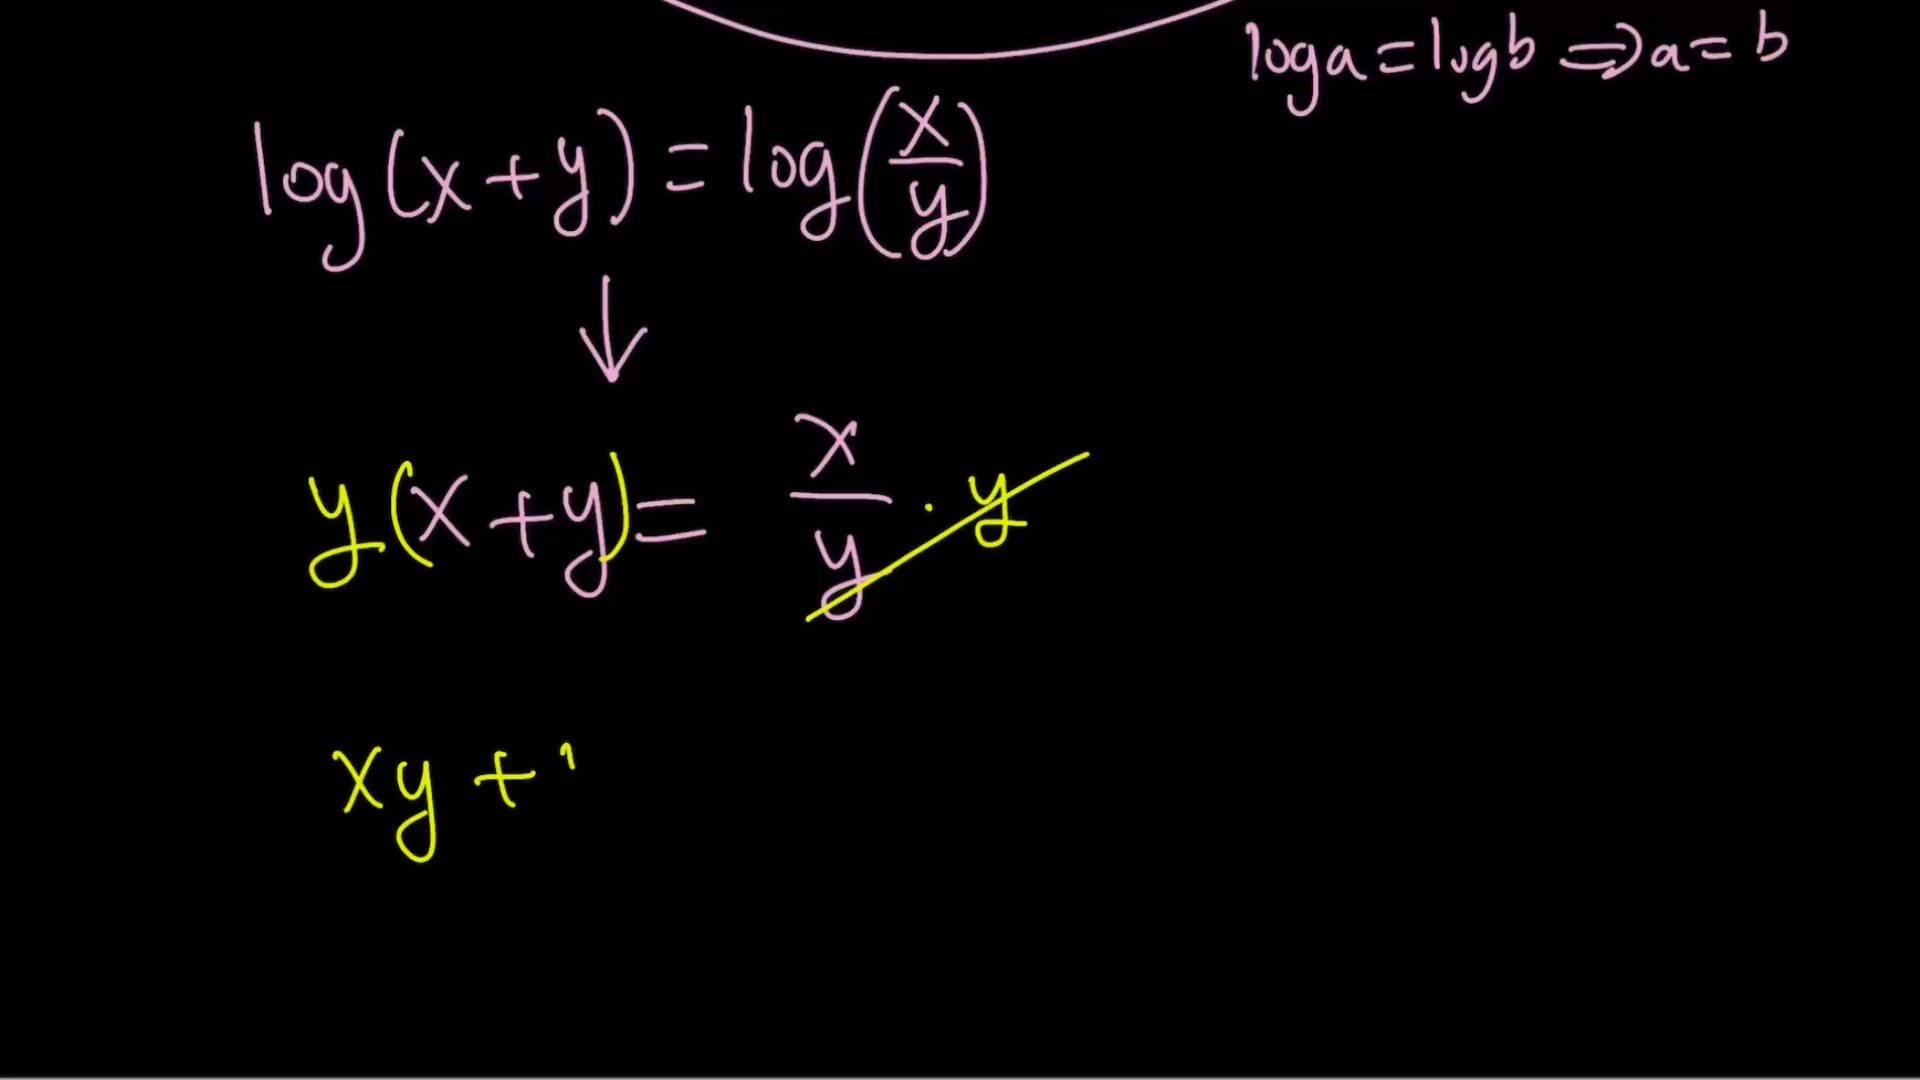 log a = log b ⇒ a = b
log(x+y) = log(x/y)
↓
y(x+y) = x/y · y
xy +